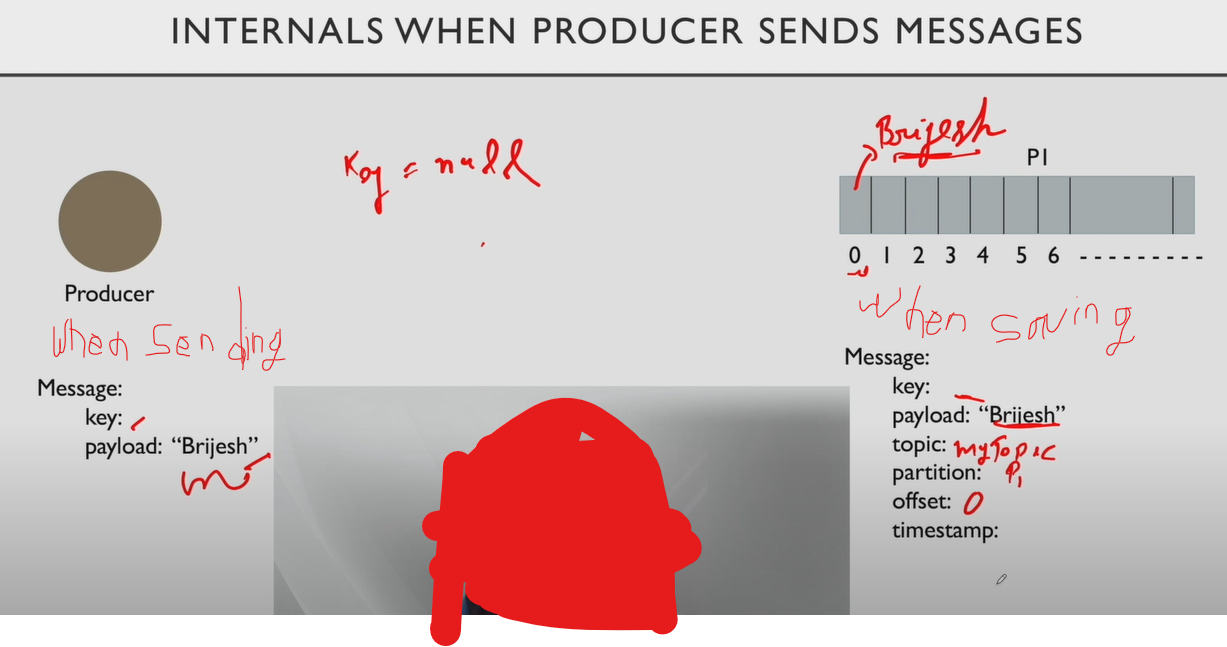 INTERNALS WHEN PRODUCER SENDS MESSAGES
Key = null
Brijesh
P1
0 1 2 3 4 5 6 ---------
Producer
When Sending
Message:
key:
payload: “Brijesh”
When saving
Message:
key:
payload: “Brijesh”
topic: myTopic
partition: P1
offset: 0
timestamp: